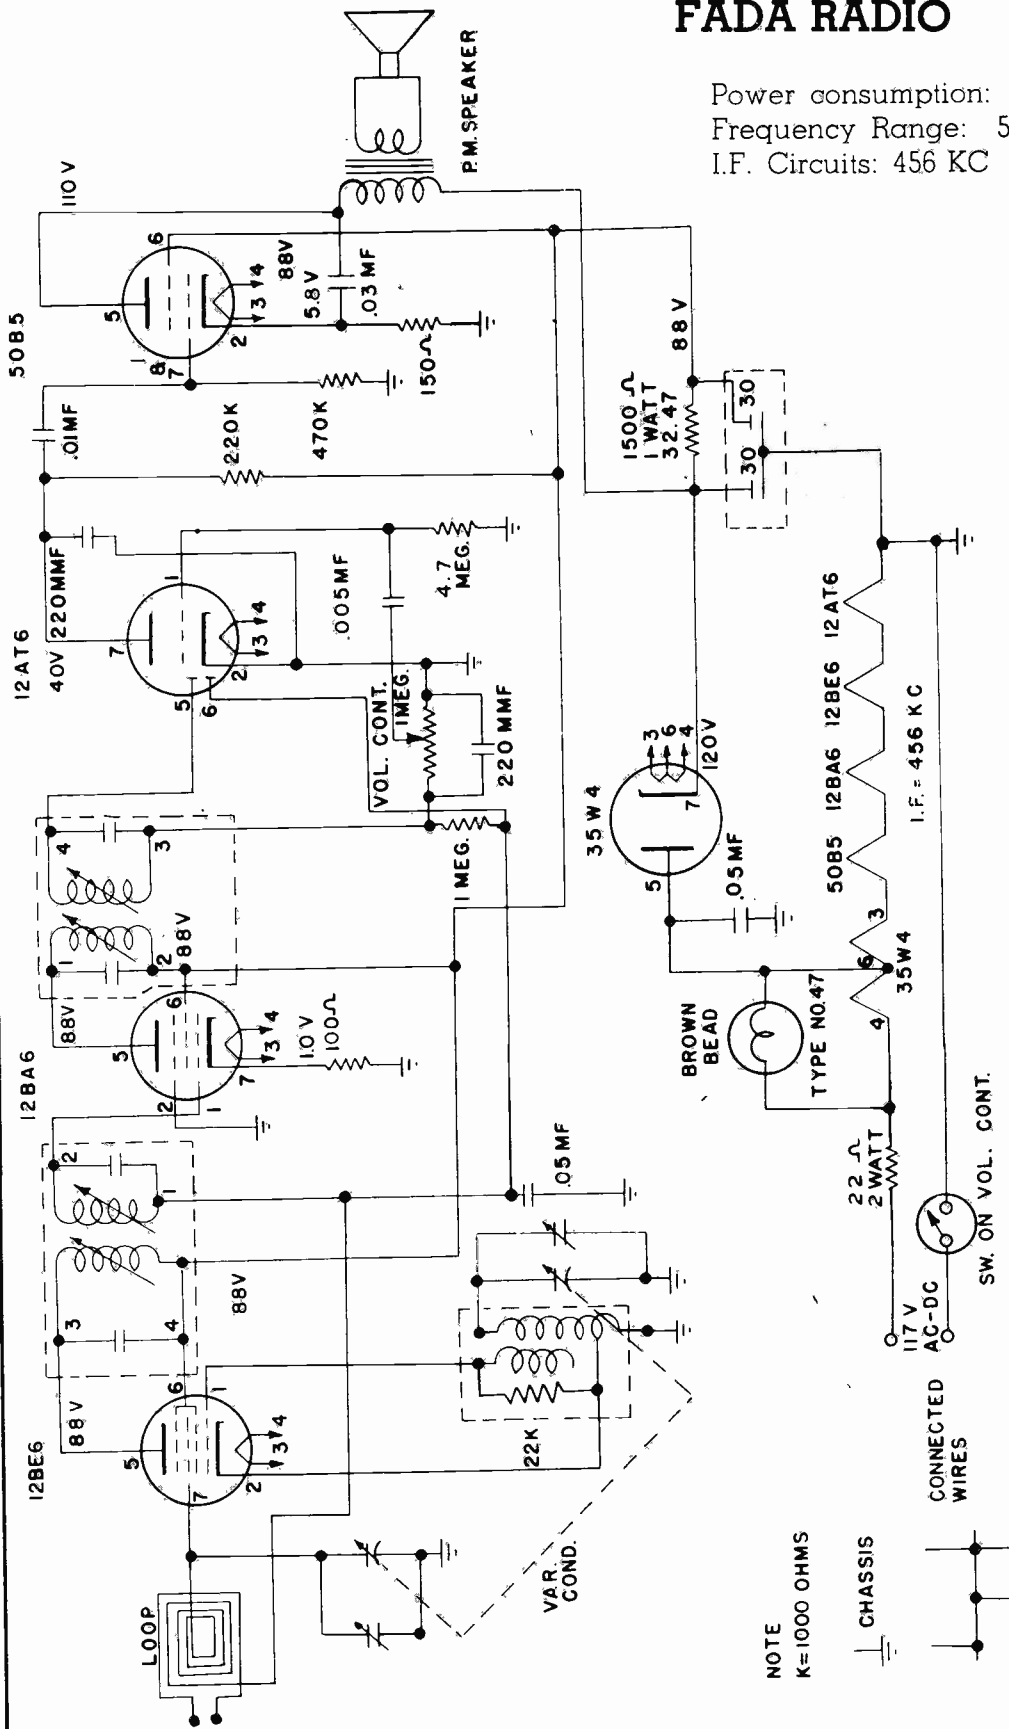 FADA RADIO
Power consumption:
Frequency Range: 5
I.F. Circuits: 456 KC
P.M. SPEAKER
110 V
50B5
5
6
1
8
7
2
3
4
88V
5.8V
.03 MF
150Ω
.01MF
220K
470K
88 V
1500 Ω
1 WATT
32.47
30
30
12AT6
40V
220MMF
7
1
5
6
2
3
4
.005MF
4.7
MEG.
VOL. CONT.
1MEG.
220 MMF
1 MEG.
4
3
1
2
88V
88V
12BA6
5
6
2
1
7
3
4
1.0V
100Ω
2
1
3
4
88V
88V
.05 MF
12BE6
5
6
1
7
2
3
4
22K
LOOP
VAR.
COND.
35W4
3
6
4
120V
7
5
.05MF
BROWN
BEAD
TYPE NO.47
50B5
12BA6
12BE6
12AT6
I.F. = 456 KC
3
6
4
35W4
22 Ω
2 WATT
117 V
AC-DC
SW. ON VOL. CONT.
NOTE
K=1000 OHMS
CHASSIS
CONNECTED
WIRES